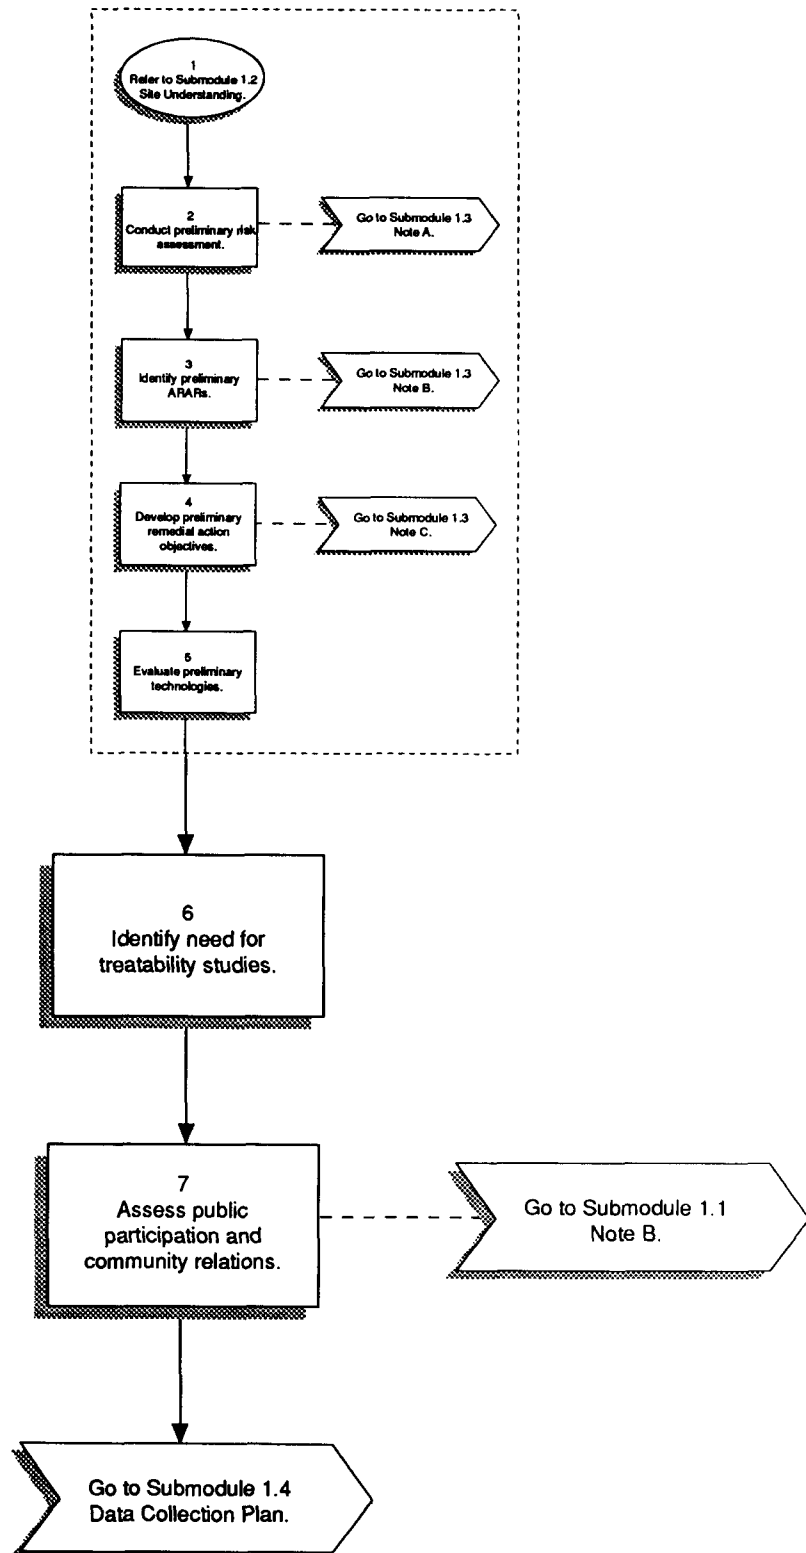 1
Refer to Submodule 1.2
Site Understanding.
2
Conduct preliminary risk
assessment.
Go to Submodule 1.3
Note A.
3
Identify preliminary
ARARs.
Go to Submodule 1.3
Note B.
4
Develop preliminary
remedial action
objectives.
Go to Submodule 1.3
Note C.
5
Evaluate preliminary
technologies.
6
Identify need for
treatability studies.
7
Assess public
participation and
community relations.
Go to Submodule 1.1
Note B.
Go to Submodule 1.4
Data Collection Plan.